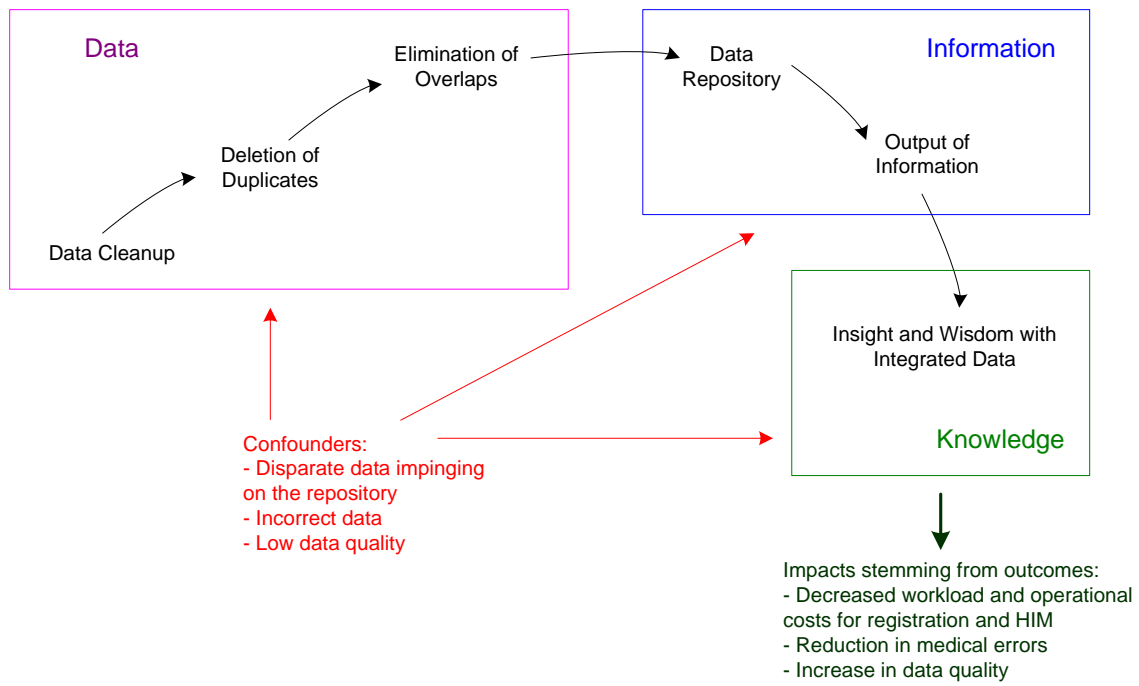 Data
Elimination of
Overlaps
Deletion of
Duplicates
Data Cleanup
Information
Data
Repository
Output of
Information
Insight and Wisdom with
Integrated Data
Knowledge
Confounders:
- Disparate data impinging
on the repository
- Incorrect data
- Low data quality
Impacts stemming from outcomes:
- Decreased workload and operational
costs for registration and HIM
- Reduction in medical errors
- Increase in data quality